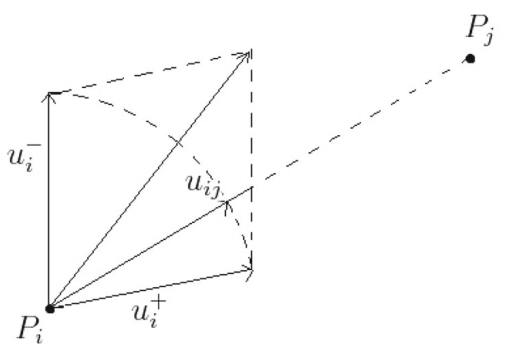 P_j
u_i^-
u_{ij}
u_i^+
P_i